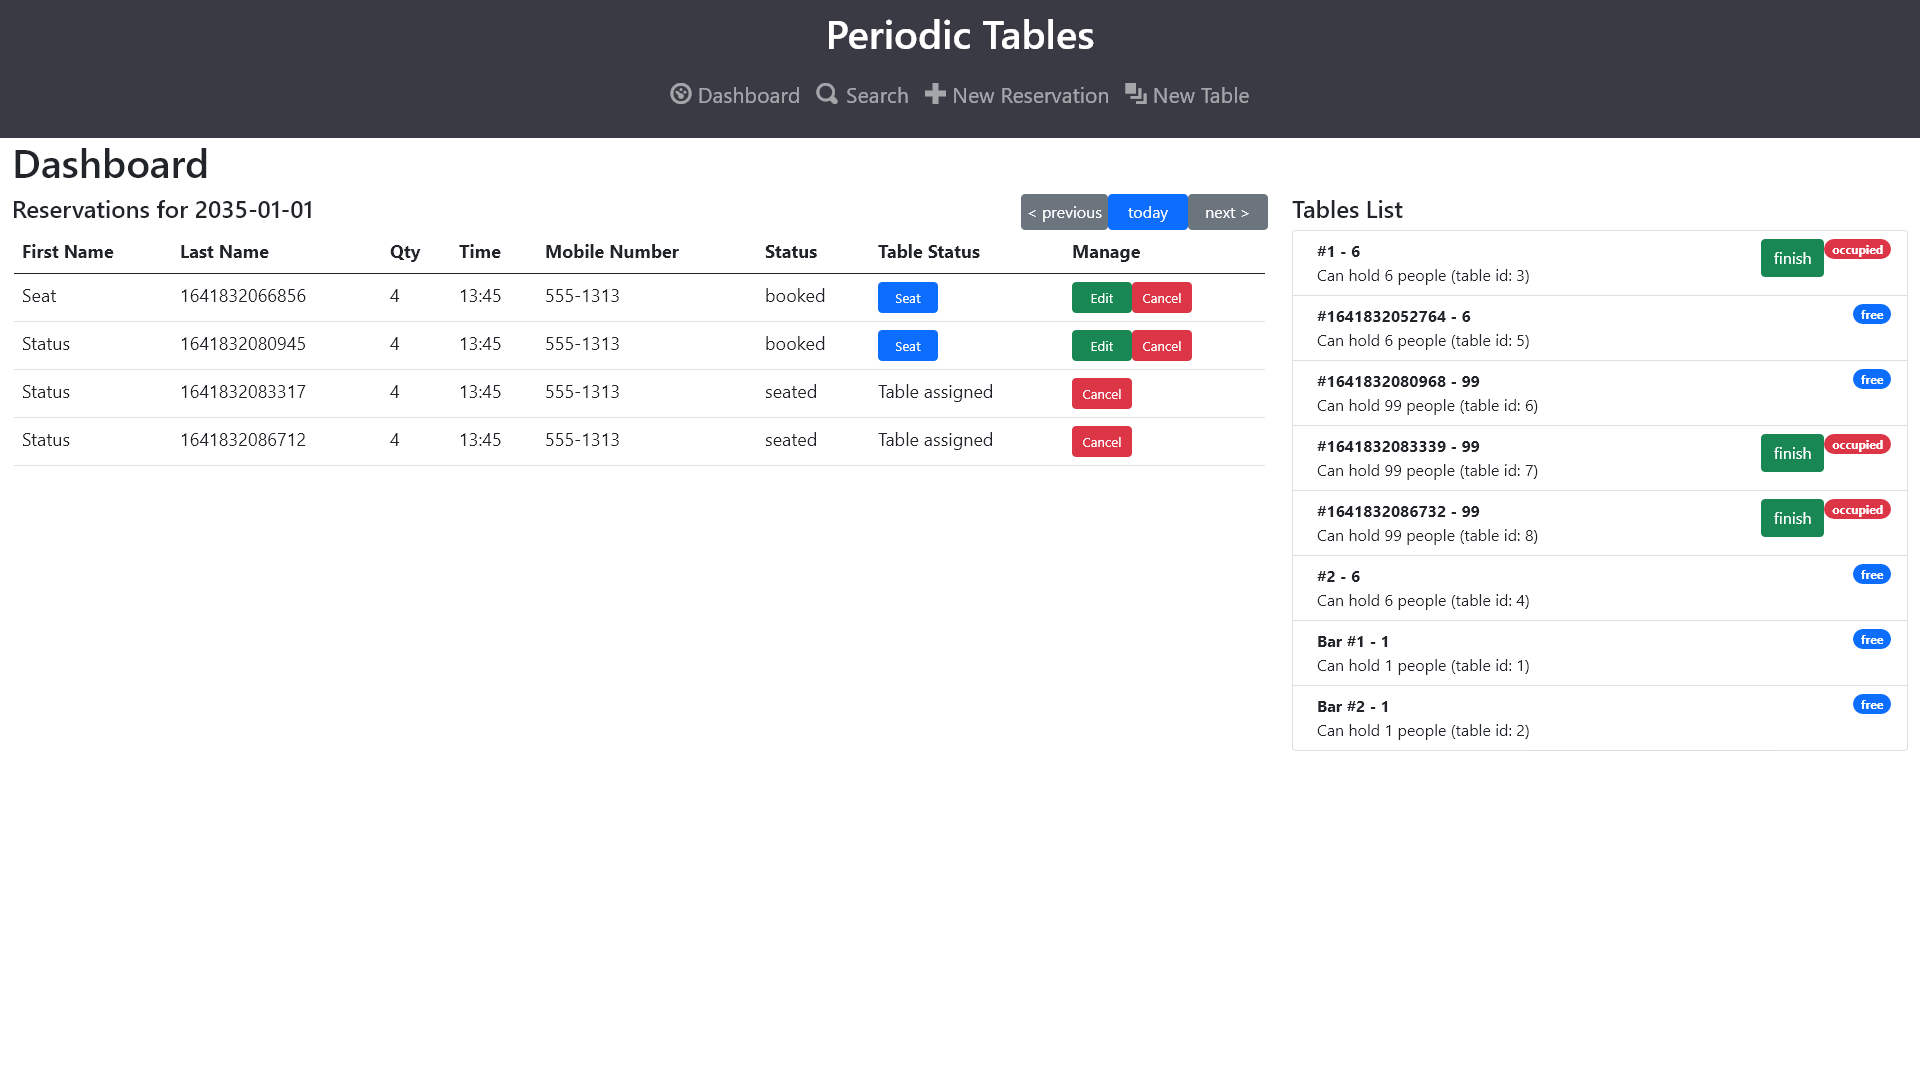 Periodic Tables
Dashboard Search New Reservation New Table
Dashboard
Reservations for 2035-01-01
< previous today next >
First Name Last Name Qty Time Mobile Number Status Table Status Manage
Seat 1641832066856 4 13:45 555-1313 booked Seat Edit Cancel
Status 1641832080945 4 13:45 555-1313 booked Seat Edit Cancel
Status 1641832083317 4 13:45 555-1313 seated Table assigned Cancel
Status 1641832086712 4 13:45 555-1313 seated Table assigned Cancel
Tables List
#1 - 6 finish occupied
Can hold 6 people (table id: 3)
#1641832052764 - 6 free
Can hold 6 people (table id: 5)
#1641832080968 - 99 free
Can hold 99 people (table id: 6)
#1641832083339 - 99 finish occupied
Can hold 99 people (table id: 7)
#1641832086732 - 99 finish occupied
Can hold 99 people (table id: 8)
#2 - 6 free
Can hold 6 people (table id: 4)
Bar #1 - 1 free
Can hold 1 people (table id: 1)
Bar #2 - 1 free
Can hold 1 people (table id: 2)